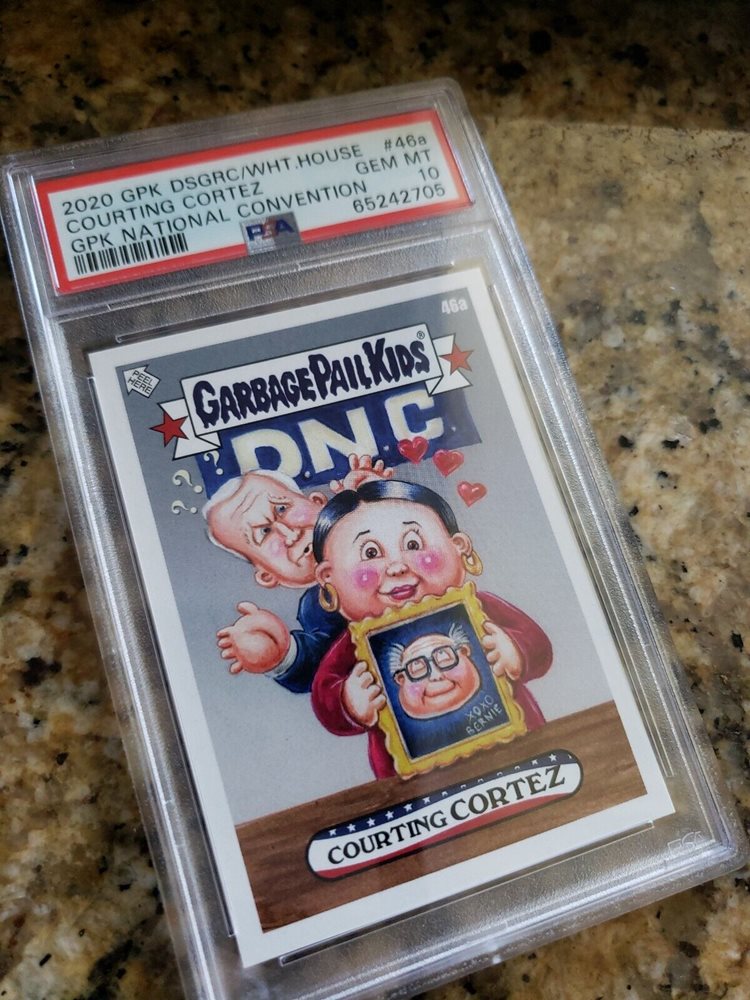 2020 GPK DSGRC/WHT.HOUSE #46a
COURTING CORTEZ GEM MT
GPK NATIONAL CONVENTION 10
PSA 65242705
46a
PEEL
HERE
GARBAGE PAIL KIDS®
D.N.C.
? ? ? ?
XOXO
BERNIE
COURTING CORTEZ